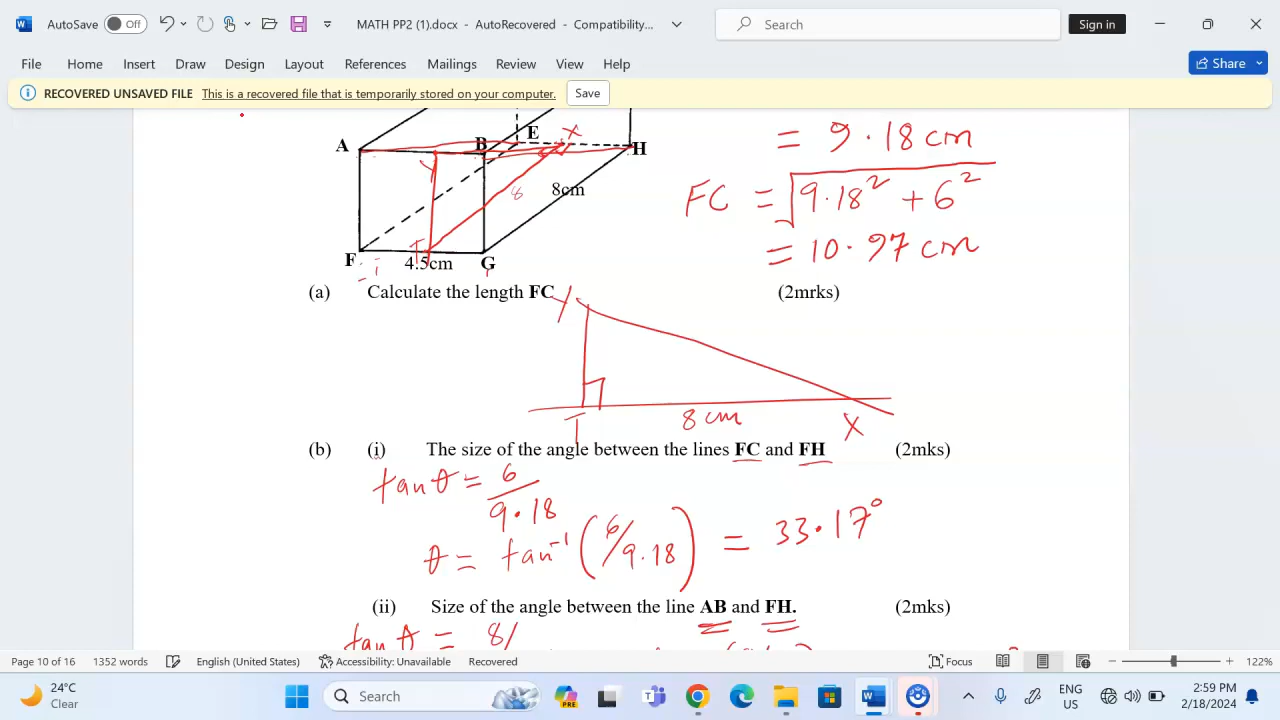 AutoSave Off MATH PP2 (1).docx - AutoRecovered - Compatibility... Search Sign in
File Home Insert Draw Design Layout References Mailings Review View Help Share
RECOVERED UNSAVED FILE This is a recovered file that is temporarily stored on your computer. Save
A B E X H
Y
8 8cm
F T 4.5cm G
= 9.18 cm
FC = √9.18² + 6²
= 10.97 cm
(a) Calculate the length FC (2mrks)
Y
T 8 cm X
(b) (i) The size of the angle between the lines FC and FH (2mks)
tan θ = 6/9.18
θ = tan⁻¹ (6/9.18) = 33.17°
(ii) Size of the angle between the line AB and FH. (2mks)
tan θ = 8/
Page 10 of 16 1352 words English (United States) Accessibility: Unavailable Recovered Focus 122%
24°C
Clear
Search
PRE
ENG
US
2:59 PM
2/18/2024